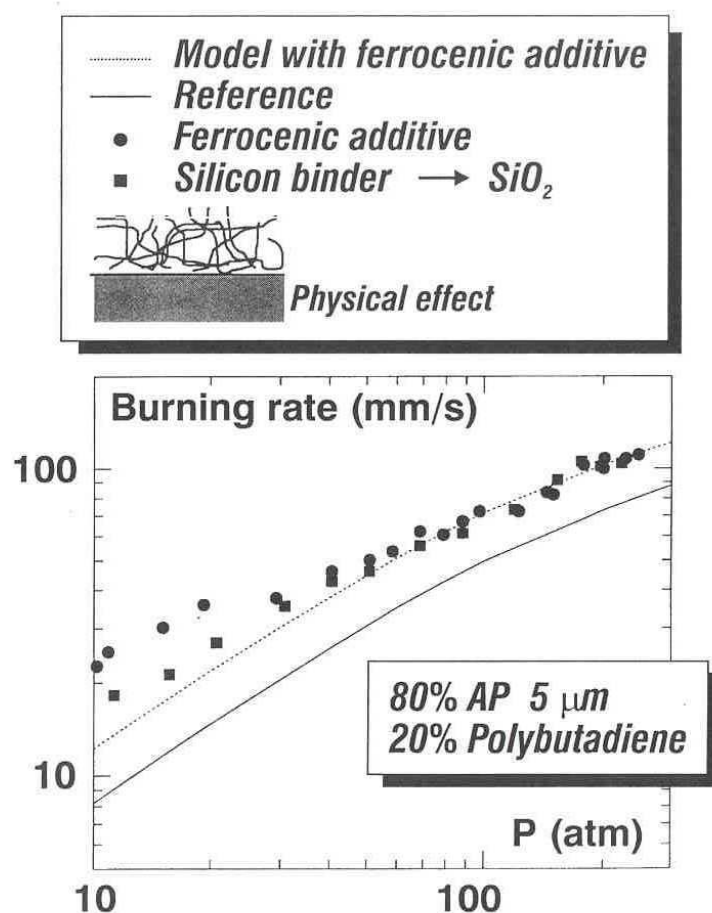 Model with ferrocenic additive
Reference
Ferrocenic additive
Silicon binder → SiO₂
Physical effect
Burning rate (mm/s)
100
10
80% AP 5 μm
20% Polybutadiene
P (atm)
10 100